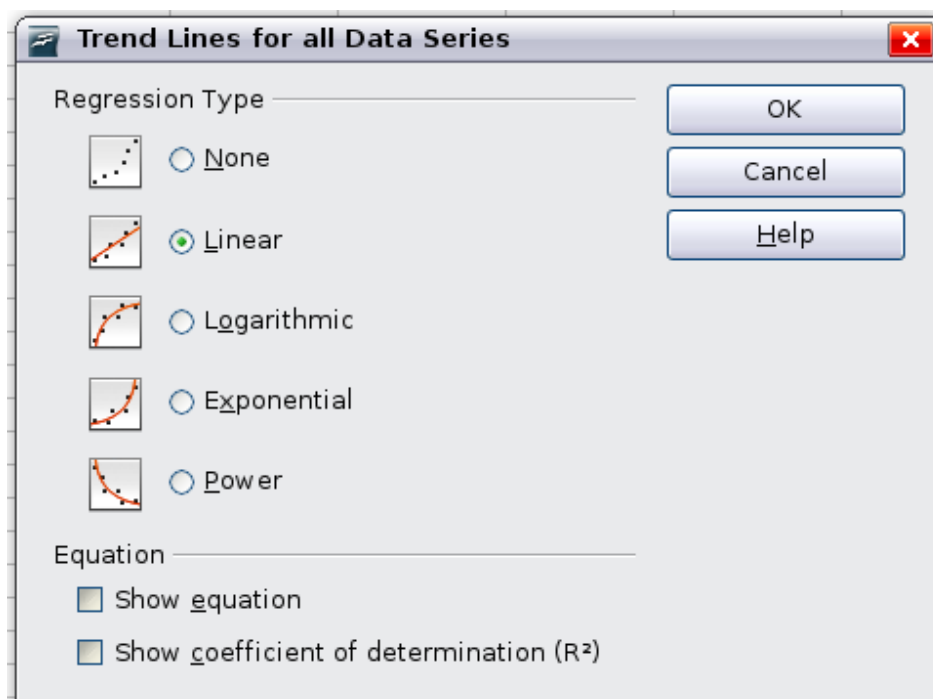 Trend Lines for all Data Series
Regression Type
OK
None
Cancel
Linear
Help
Logarithmic
Exponential
Power
Equation
Show equation
Show coefficient of determination (R²)